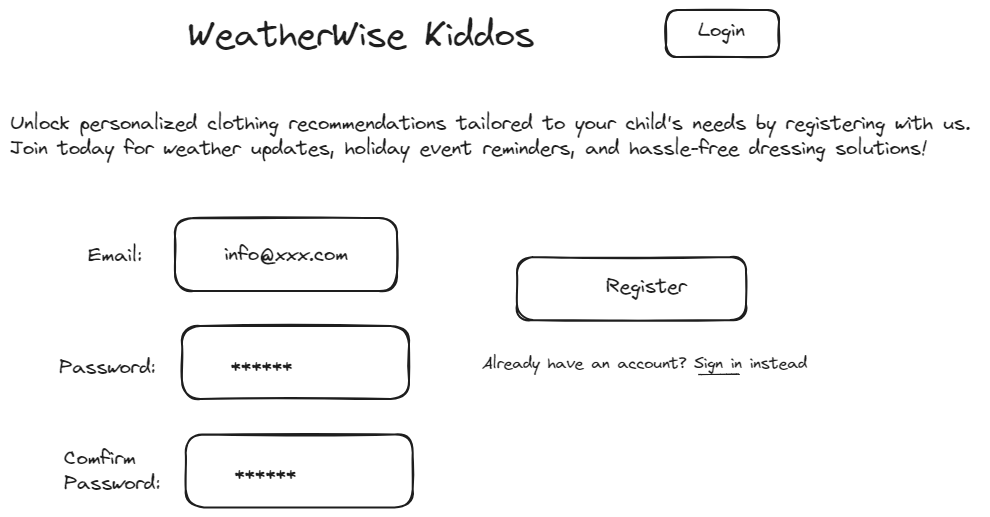 WeatherWise Kiddos
Login
Unlock personalized clothing recommendations tailored to your child's needs by registering with us.
Join today for weather updates, holiday event reminders, and hassle-free dressing solutions!
Email:
info@xxx.com
Register
Password:
******
Already have an account? Sign in instead
Comfirm
Password:
******